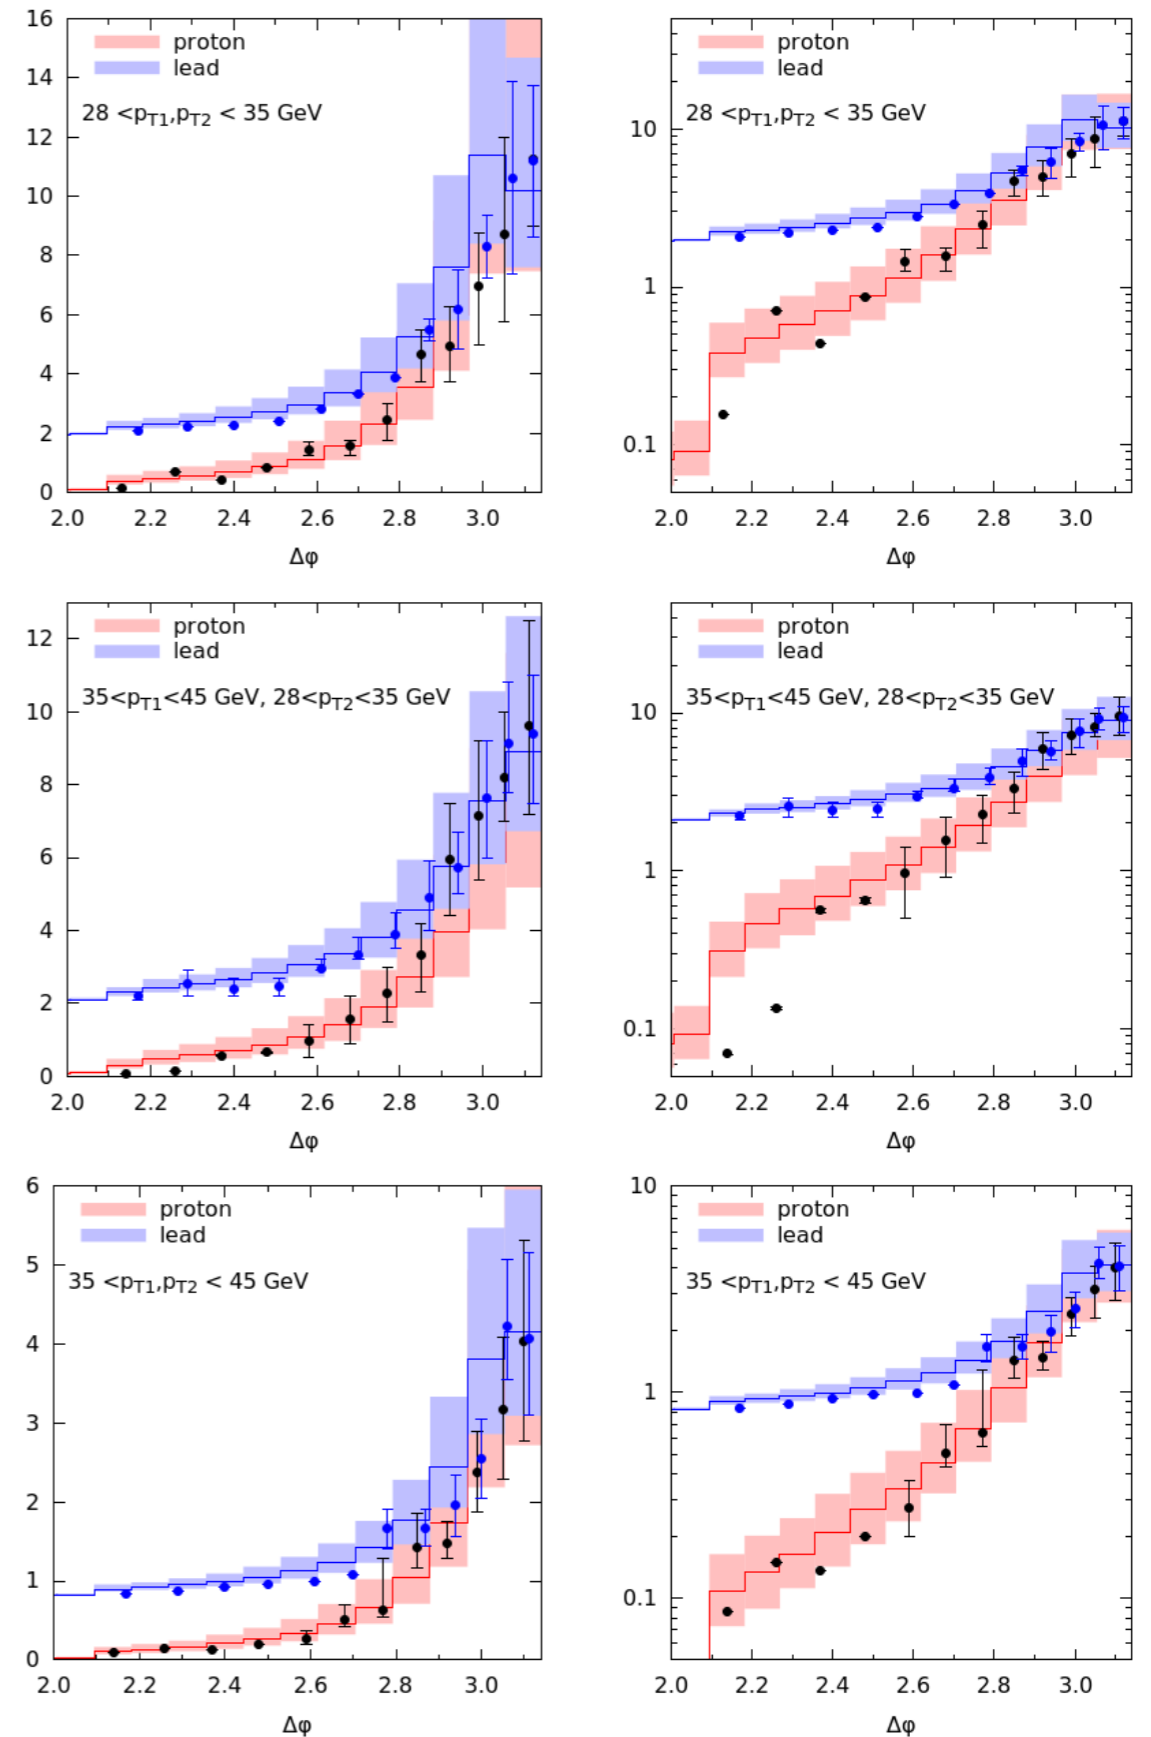 16
14
12
10
8
6
4
2
0
proton
lead
28 <pT1,pT2 < 35 GeV
2.0 2.2 2.4 2.6 2.8 3.0
Δφ
10
1
0.1
proton
lead
28 <pT1,pT2 < 35 GeV
2.0 2.2 2.4 2.6 2.8 3.0
Δφ
12
10
8
6
4
2
0
proton
lead
35<pT1<45 GeV, 28<pT2<35 GeV
2.0 2.2 2.4 2.6 2.8 3.0
Δφ
10
1
0.1
proton
lead
35<pT1<45 GeV, 28<pT2<35 GeV
2.0 2.2 2.4 2.6 2.8 3.0
Δφ
6
5
4
3
2
1
0
proton
lead
35 <pT1,pT2 < 45 GeV
2.0 2.2 2.4 2.6 2.8 3.0
Δφ
10
1
0.1
proton
lead
35 <pT1,pT2 < 45 GeV
2.0 2.2 2.4 2.6 2.8 3.0
Δφ